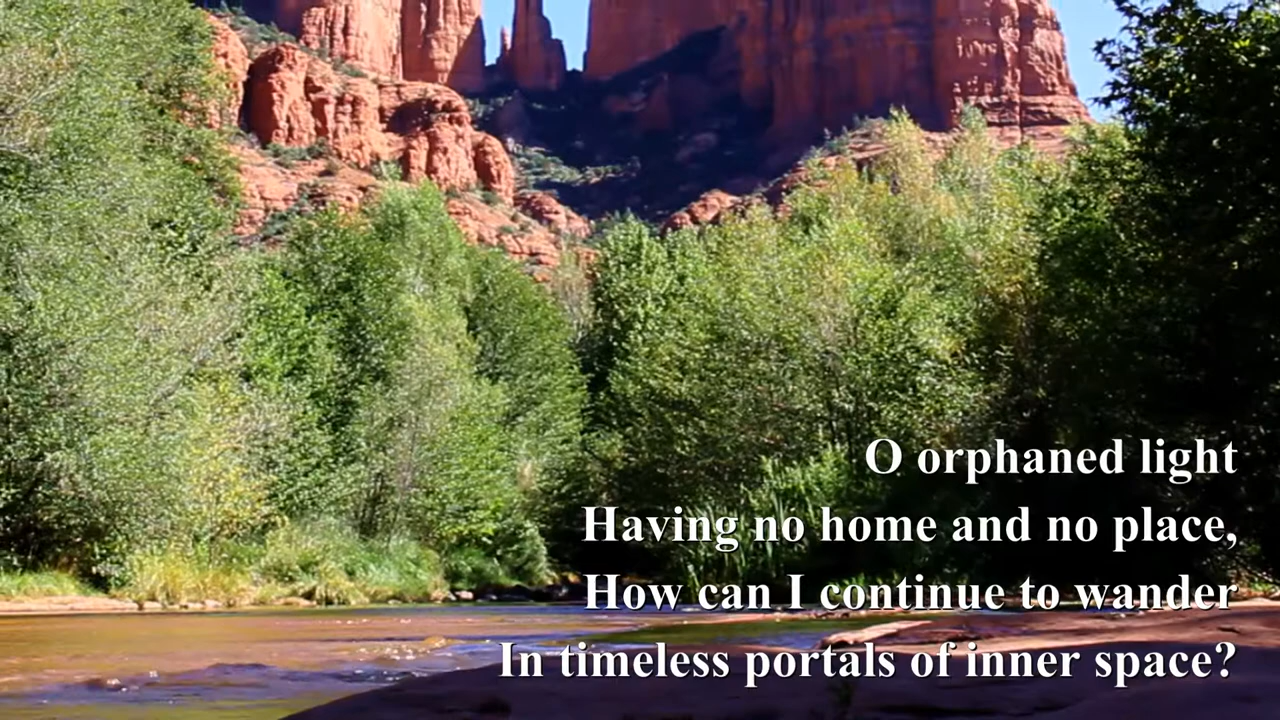 O orphaned light
Having no home and no place,
How can I continue to wander
In timeless portals of inner space?